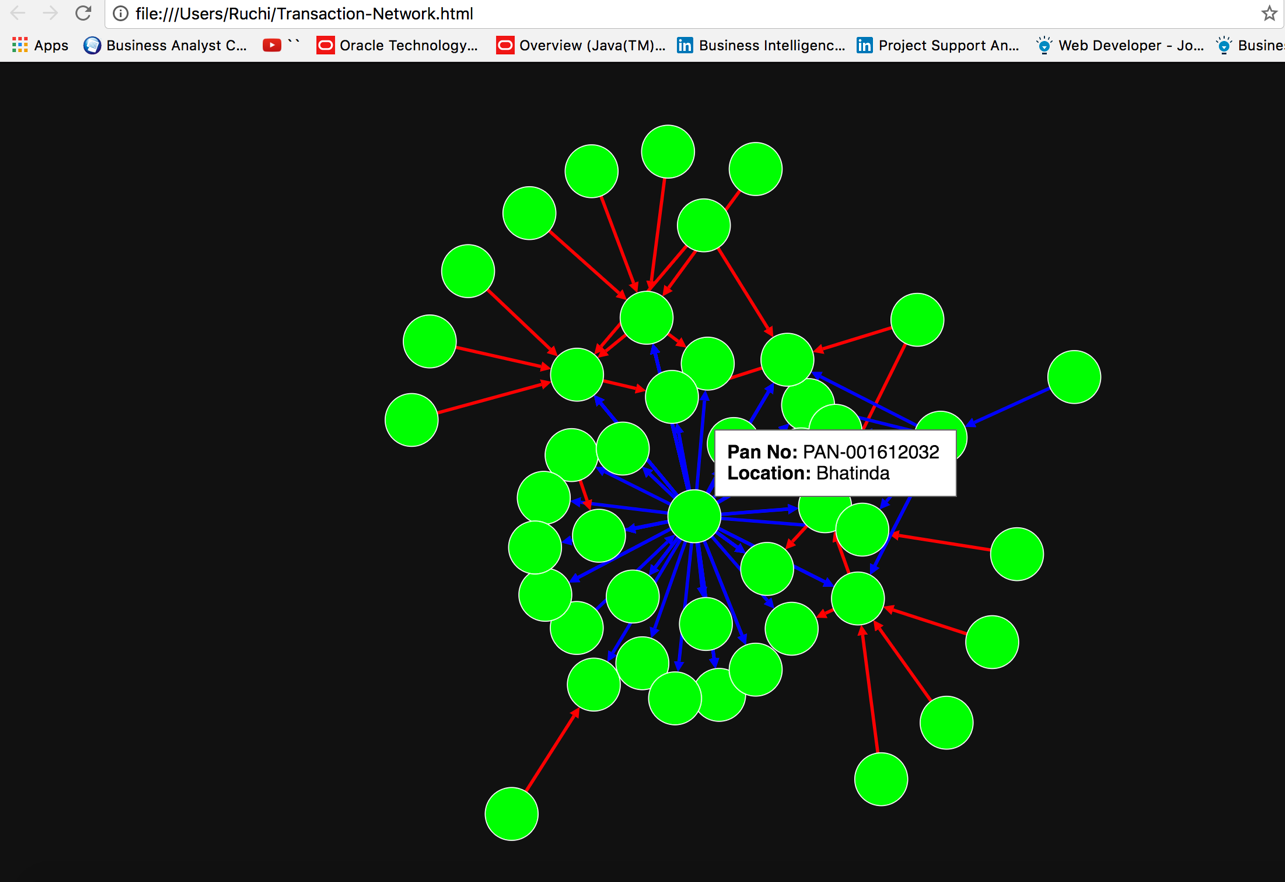 file:///Users/Ruchi/Transaction-Network.html
Apps Business Analyst C... `` Oracle Technology... Overview (Java(TM)... Business Intelligenc... Project Support An... Web Developer - Jo... Busine
Pan No: PAN-001612032
Location: Bhatinda